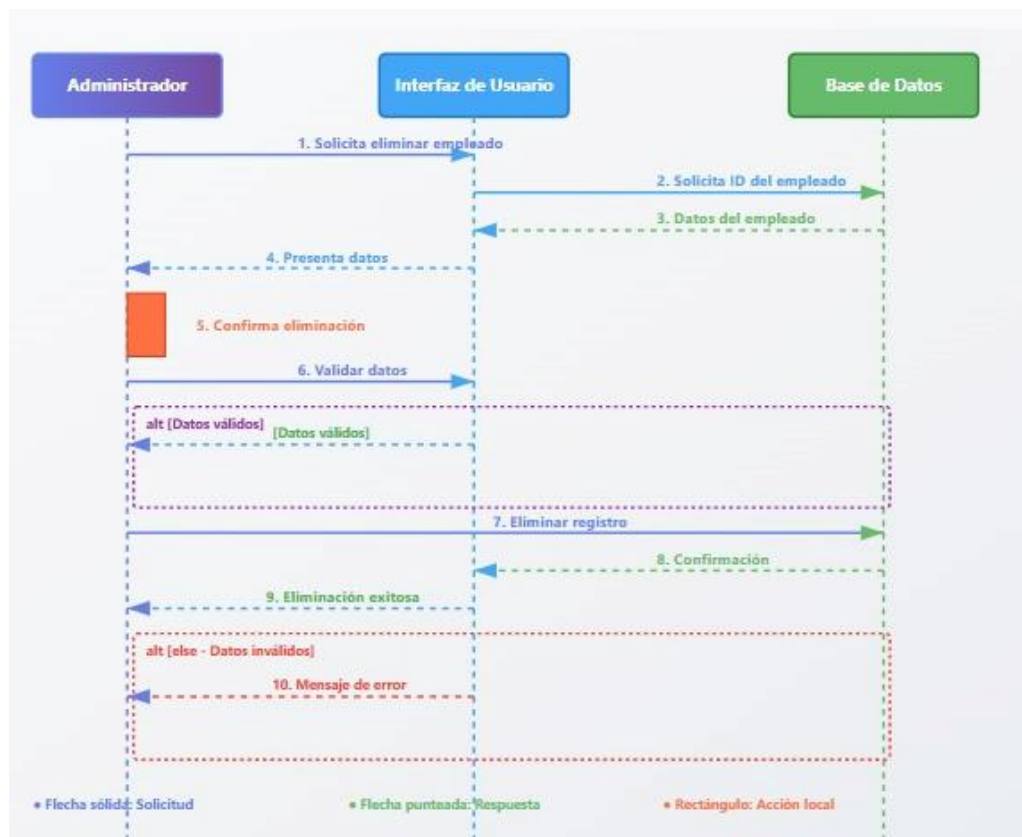 Administrador
Interfaz de Usuario
Base de Datos
1. Solicita eliminar empleado
2. Solicita ID del empleado
3. Datos del empleado
4. Presenta datos
5. Confirma eliminación
6. Validar datos
alt [Datos válidos]
[Datos válidos]
7. Eliminar registro
8. Confirmación
9. Eliminación exitosa
alt [else - Datos inválidos]
10. Mensaje de error
• Flecha sólida: Solicitud
• Flecha punteada: Respuesta
• Rectángulo: Acción local